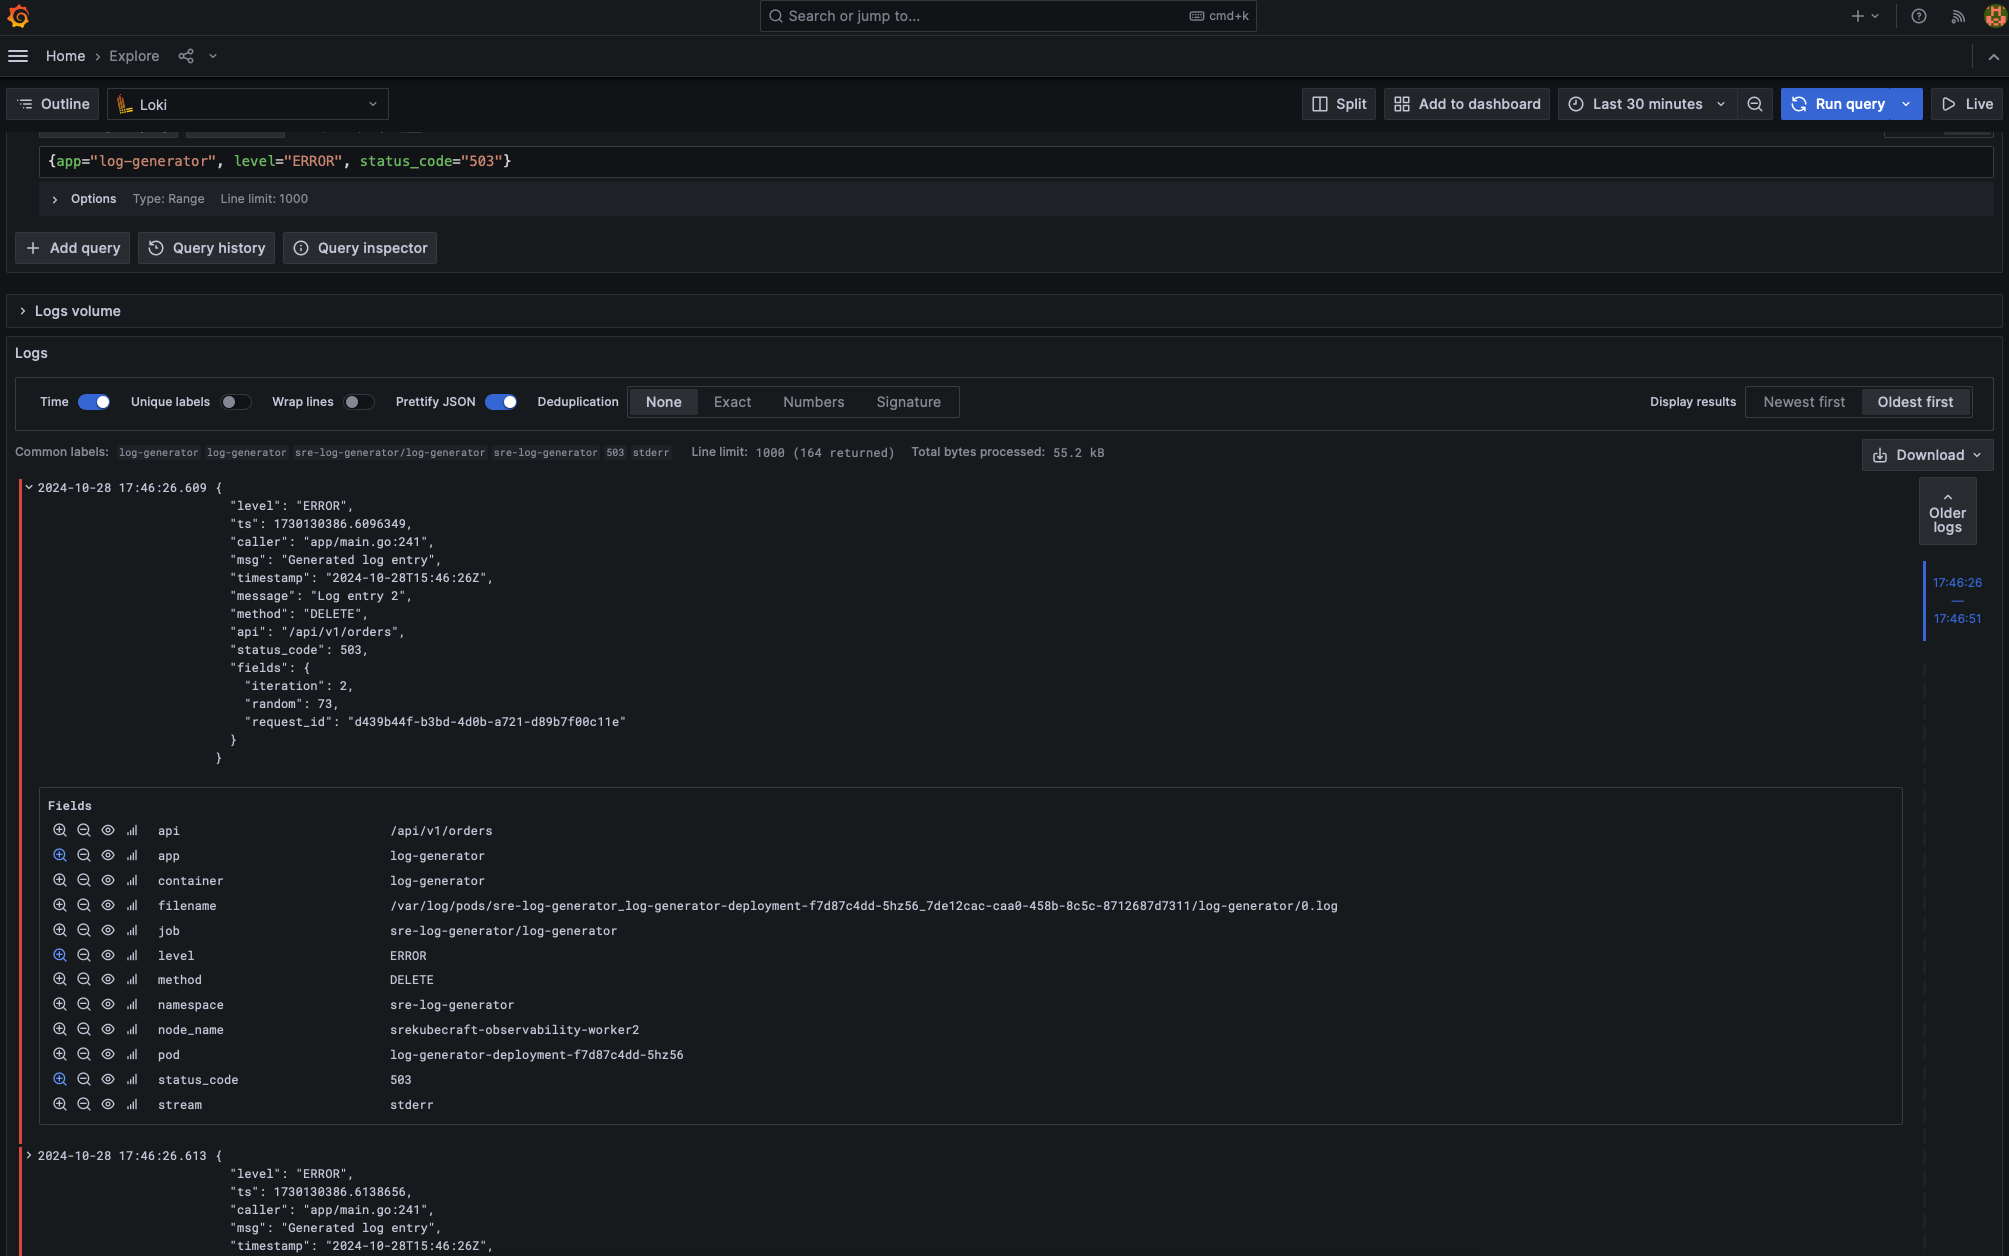 Search or jump to... cmd+k
Home › Explore
Outline Loki Split Add to dashboard Last 30 minutes Run query Live
{app="log-generator", level="ERROR", status_code="503"}
Options Type: Range Line limit: 1000
Add query Query history Query inspector
Logs volume
Logs
Time Unique labels Wrap lines Prettify JSON Deduplication None Exact Numbers Signature Display results Newest first Oldest first
Common labels: log-generator log-generator sre-log-generator/log-generator sre-log-generator 503 stderr Line limit: 1000 (164 returned) Total bytes processed: 55.2 kB Download
Older
logs
17:46:26
—
17:46:51
2024-10-28 17:46:26.609 {
"level": "ERROR",
"ts": 1730130386.6096349,
"caller": "app/main.go:241",
"msg": "Generated log entry",
"timestamp": "2024-10-28T15:46:26Z",
"message": "Log entry 2",
"method": "DELETE",
"api": "/api/v1/orders",
"status_code": 503,
"fields": {
"iteration": 2,
"random": 73,
"request_id": "d439b44f-b3bd-4d0b-a721-d89b7f00c11e"
}
}
Fields
api /api/v1/orders
app log-generator
container log-generator
filename /var/log/pods/sre-log-generator_log-generator-deployment-f7d87c4dd-5hz56_7de12cac-caa0-458b-8c5c-8712687d7311/log-generator/0.log
job sre-log-generator/log-generator
level ERROR
method DELETE
namespace sre-log-generator
node_name srekubecraft-observability-worker2
pod log-generator-deployment-f7d87c4dd-5hz56
status_code 503
stream stderr
2024-10-28 17:46:26.613 {
"level": "ERROR",
"ts": 1730130386.6138656,
"caller": "app/main.go:241",
"msg": "Generated log entry",
"timestamp": "2024-10-28T15:46:26Z",